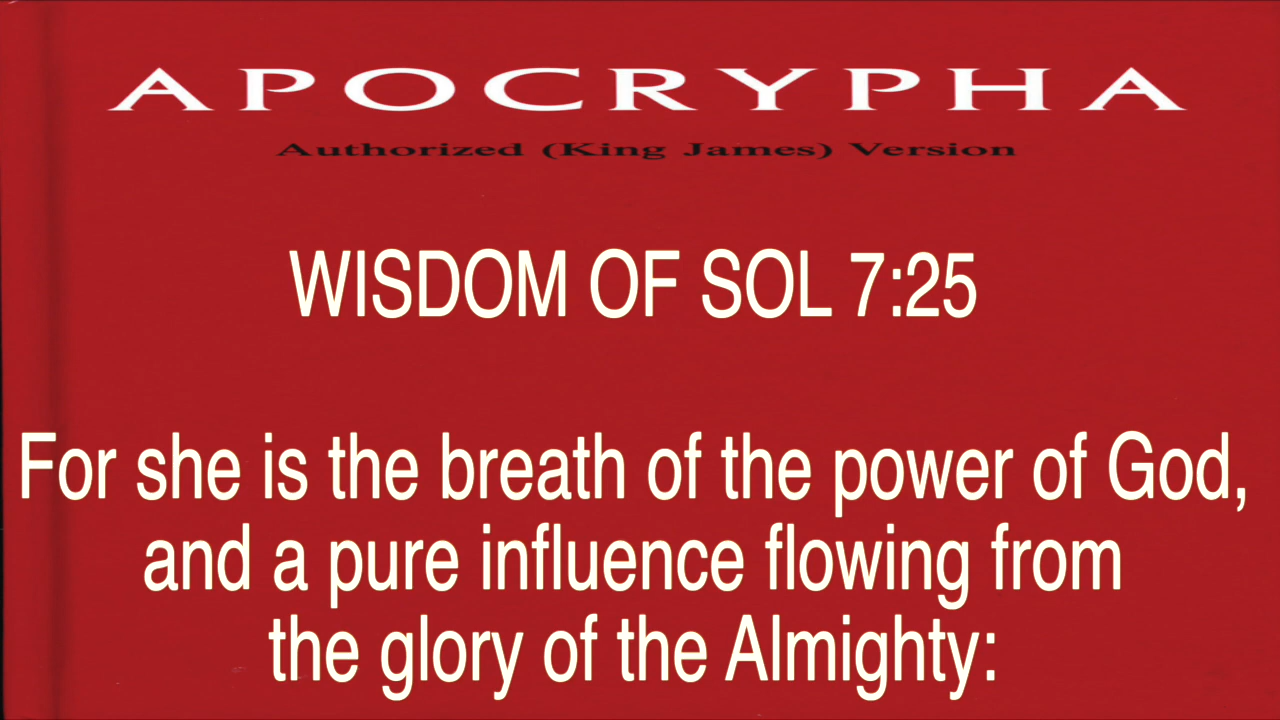 APOCRYPHA
Authorized (King James) Version
WISDOM OF SOL 7:25
For she is the breath of the power of God,
and a pure influence flowing from
the glory of the Almighty: